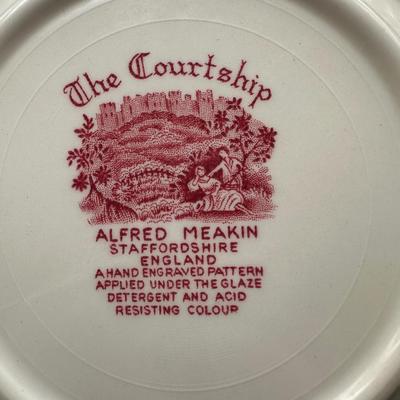 The Courtship
ALFRED MEAKIN
STAFFORDSHIRE
ENGLAND
A HAND ENGRAVED PATTERN
APPLIED UNDER THE GLAZE
DETERGENT AND ACID
RESISTING COLOUR